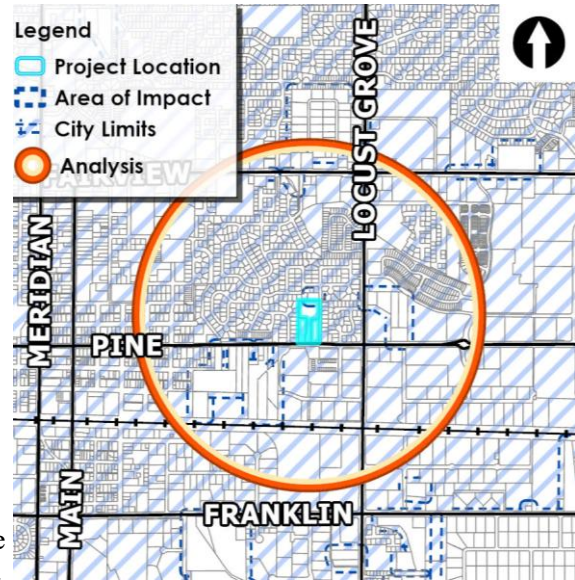 Legend
Project Location
Area of Impact
City Limits
Analysis
FAIRVIEW
LOCUST-GROVE
MERIDIAN
PINE
MAIN
FRANKLIN
e